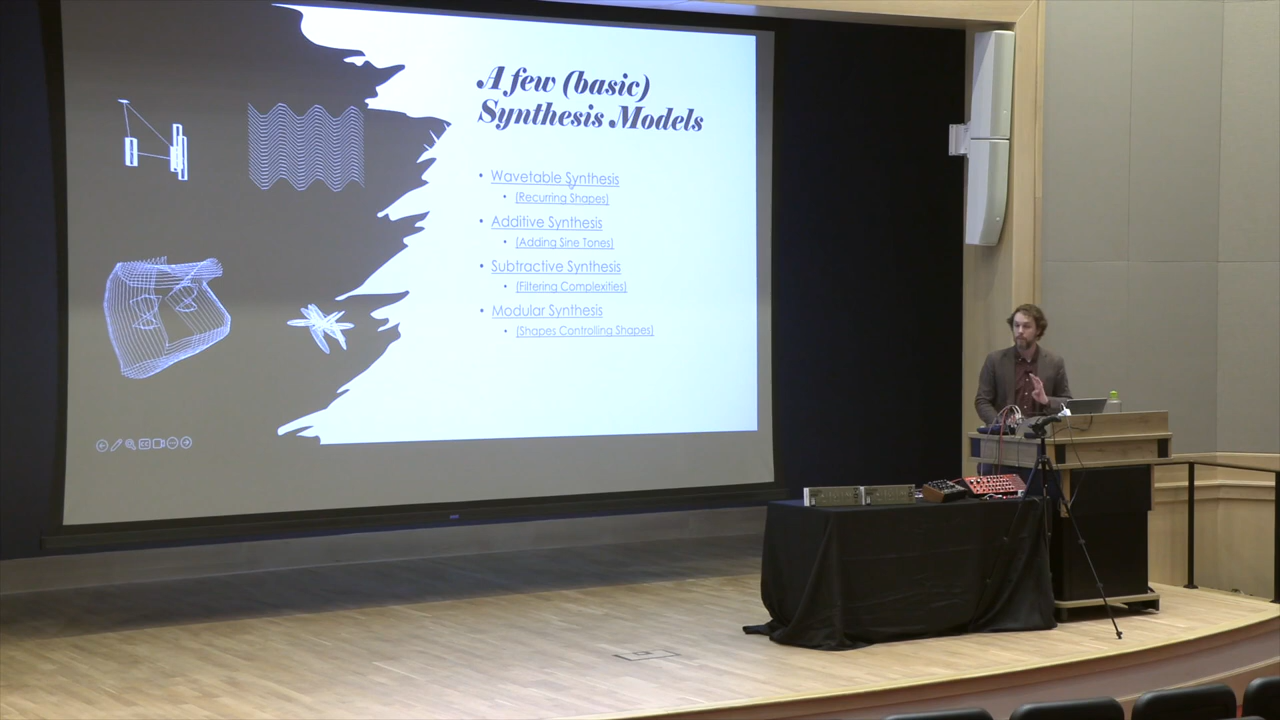 A few (basic)
Synthesis Models
• Wavetable Synthesis
• (Recurring Shapes)
• Additive Synthesis
• (Adding Sine Tones)
• Subtractive Synthesis
• (Filtering Complexities)
• Modular Synthesis
• (Shapes Controlling Shapes)